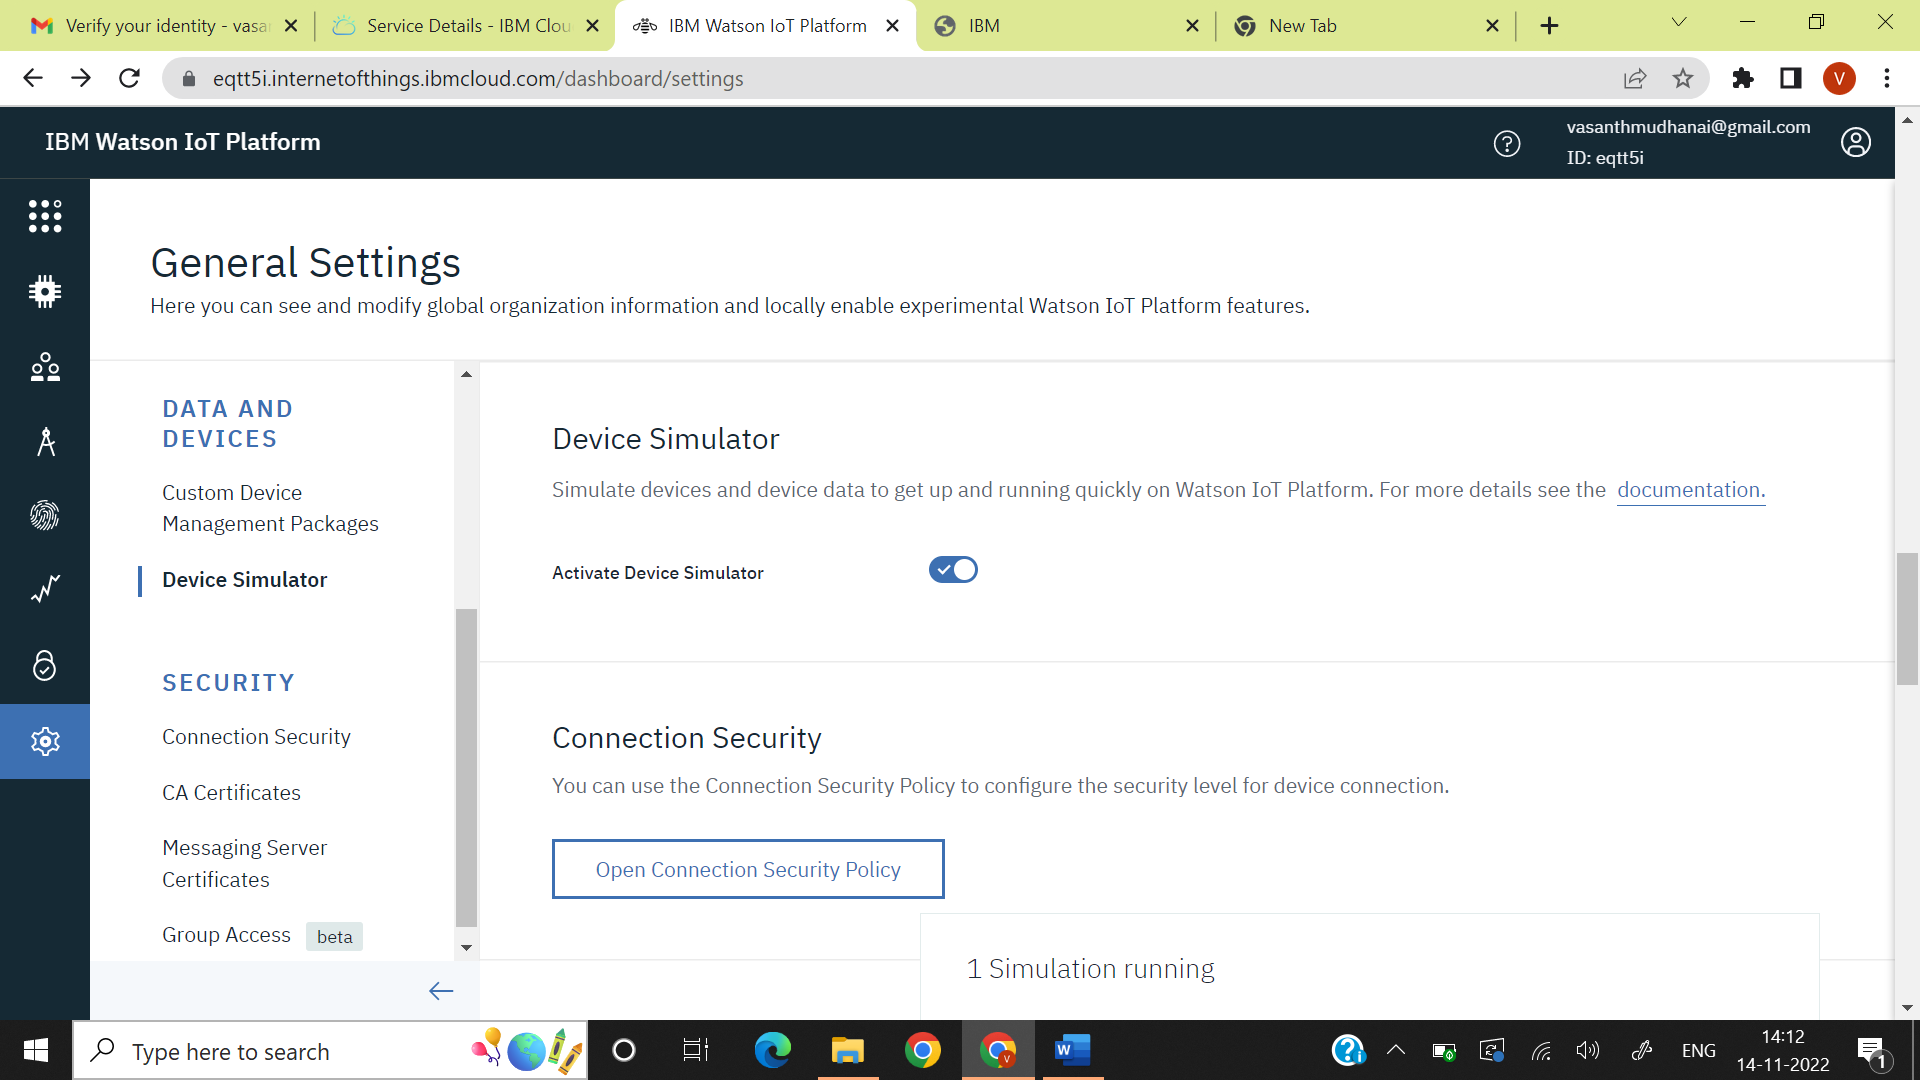 Verify your identity - vasa
Service Details - IBM Clou
IBM Watson IoT Platform
IBM
New Tab
eqtt5i.internetofthings.ibmcloud.com/dashboard/settings
V
IBM Watson IoT Platform
vasanthmudhanai@gmail.com
ID: eqtt5i
General Settings
Here you can see and modify global organization information and locally enable experimental Watson IoT Platform features.
DATA AND
DEVICES
Custom Device
Management Packages
Device Simulator
SECURITY
Connection Security
CA Certificates
Messaging Server
Certificates
Group Access beta
Device Simulator
Simulate devices and device data to get up and running quickly on Watson IoT Platform. For more details see the documentation.
Activate Device Simulator
Connection Security
You can use the Connection Security Policy to configure the security level for device connection.
Open Connection Security Policy
1 Simulation running
Type here to search
ENG
14:12
14-11-2022
1